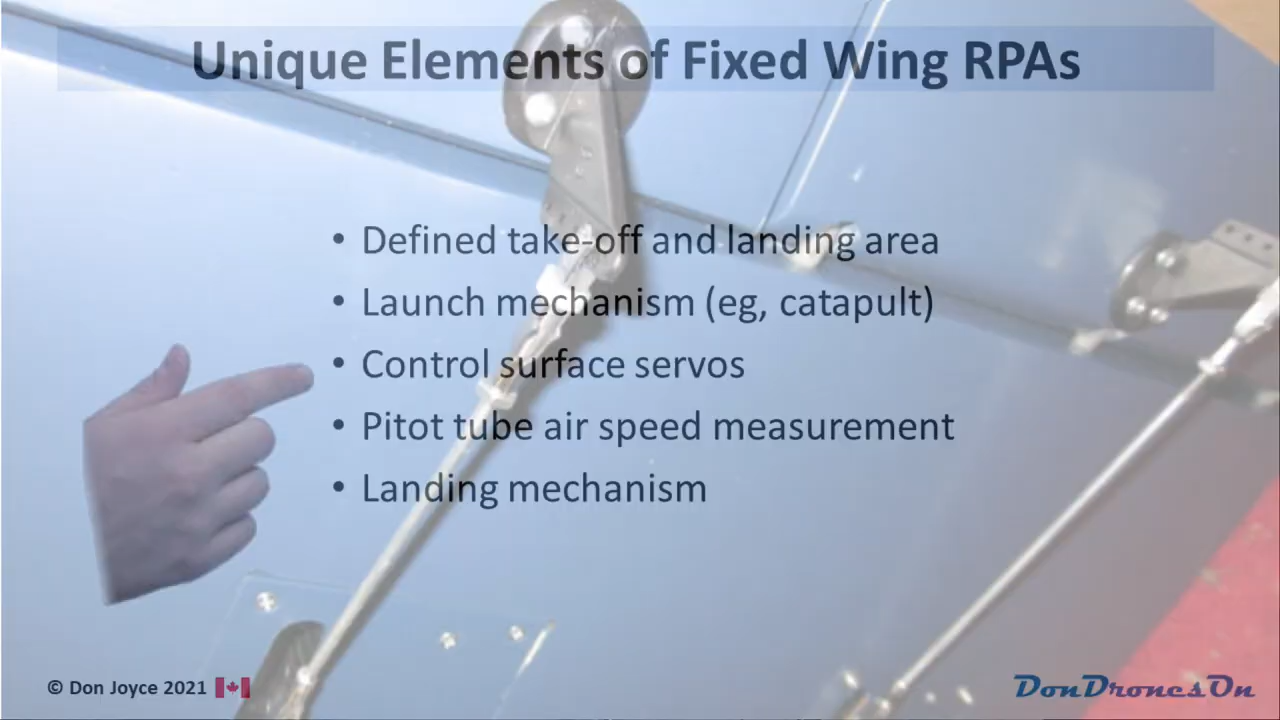 Unique Elements of Fixed Wing RPAs
• Defined take-off and landing area
• Launch mechanism (eg, catapult)
• Control surface servos
• Pitot tube air speed measurement
• Landing mechanism
© Don Joyce 2021
DonDronesOn